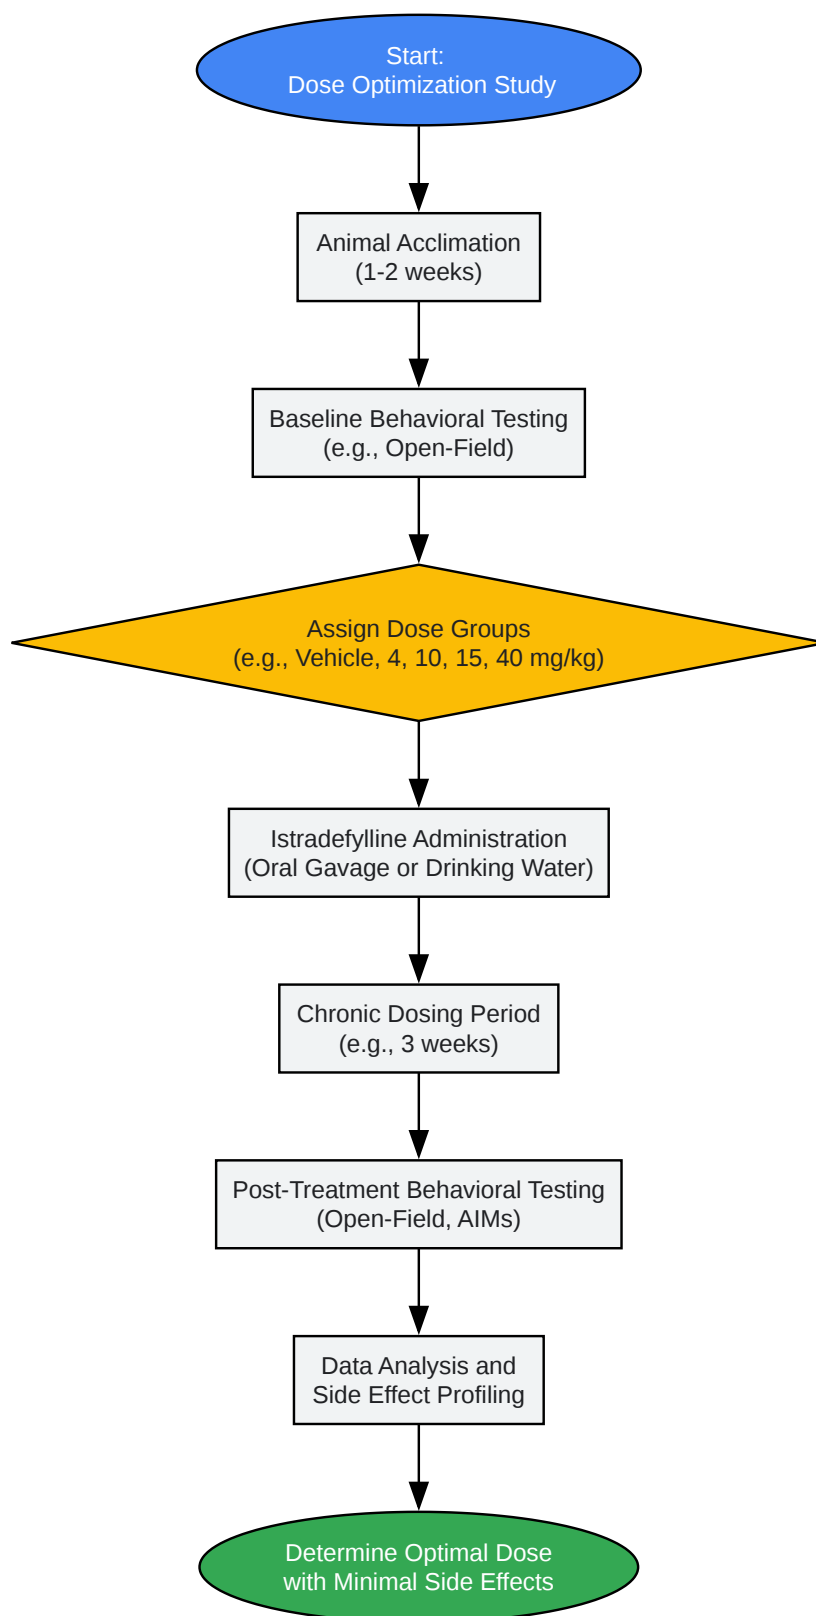 Start:
Dose Optimization Study
Animal Acclimation
(1-2 weeks)
Baseline Behavioral Testing
(e.g., Open-Field)
Assign Dose Groups
(e.g., Vehicle, 4, 10, 15, 40 mg/kg)
Istradefylline Administration
(Oral Gavage or Drinking Water)
Chronic Dosing Period
(e.g., 3 weeks)
Post-Treatment Behavioral Testing
(Open-Field, AIMs)
Data Analysis and
Side Effect Profiling
Determine Optimal Dose
with Minimal Side Effects